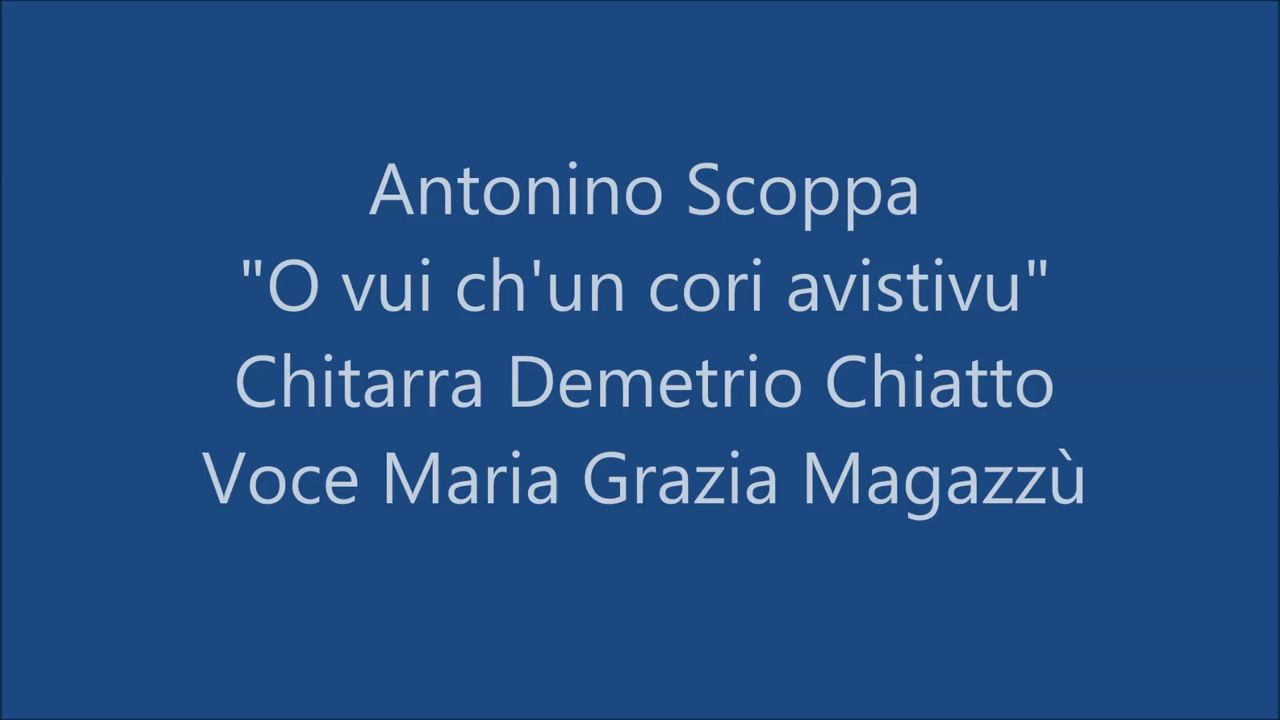 Antonino Scoppa
"O vui ch'un cori avistivu"
Chitarra Demetrio Chiatto
Voce Maria Grazia Magazzù